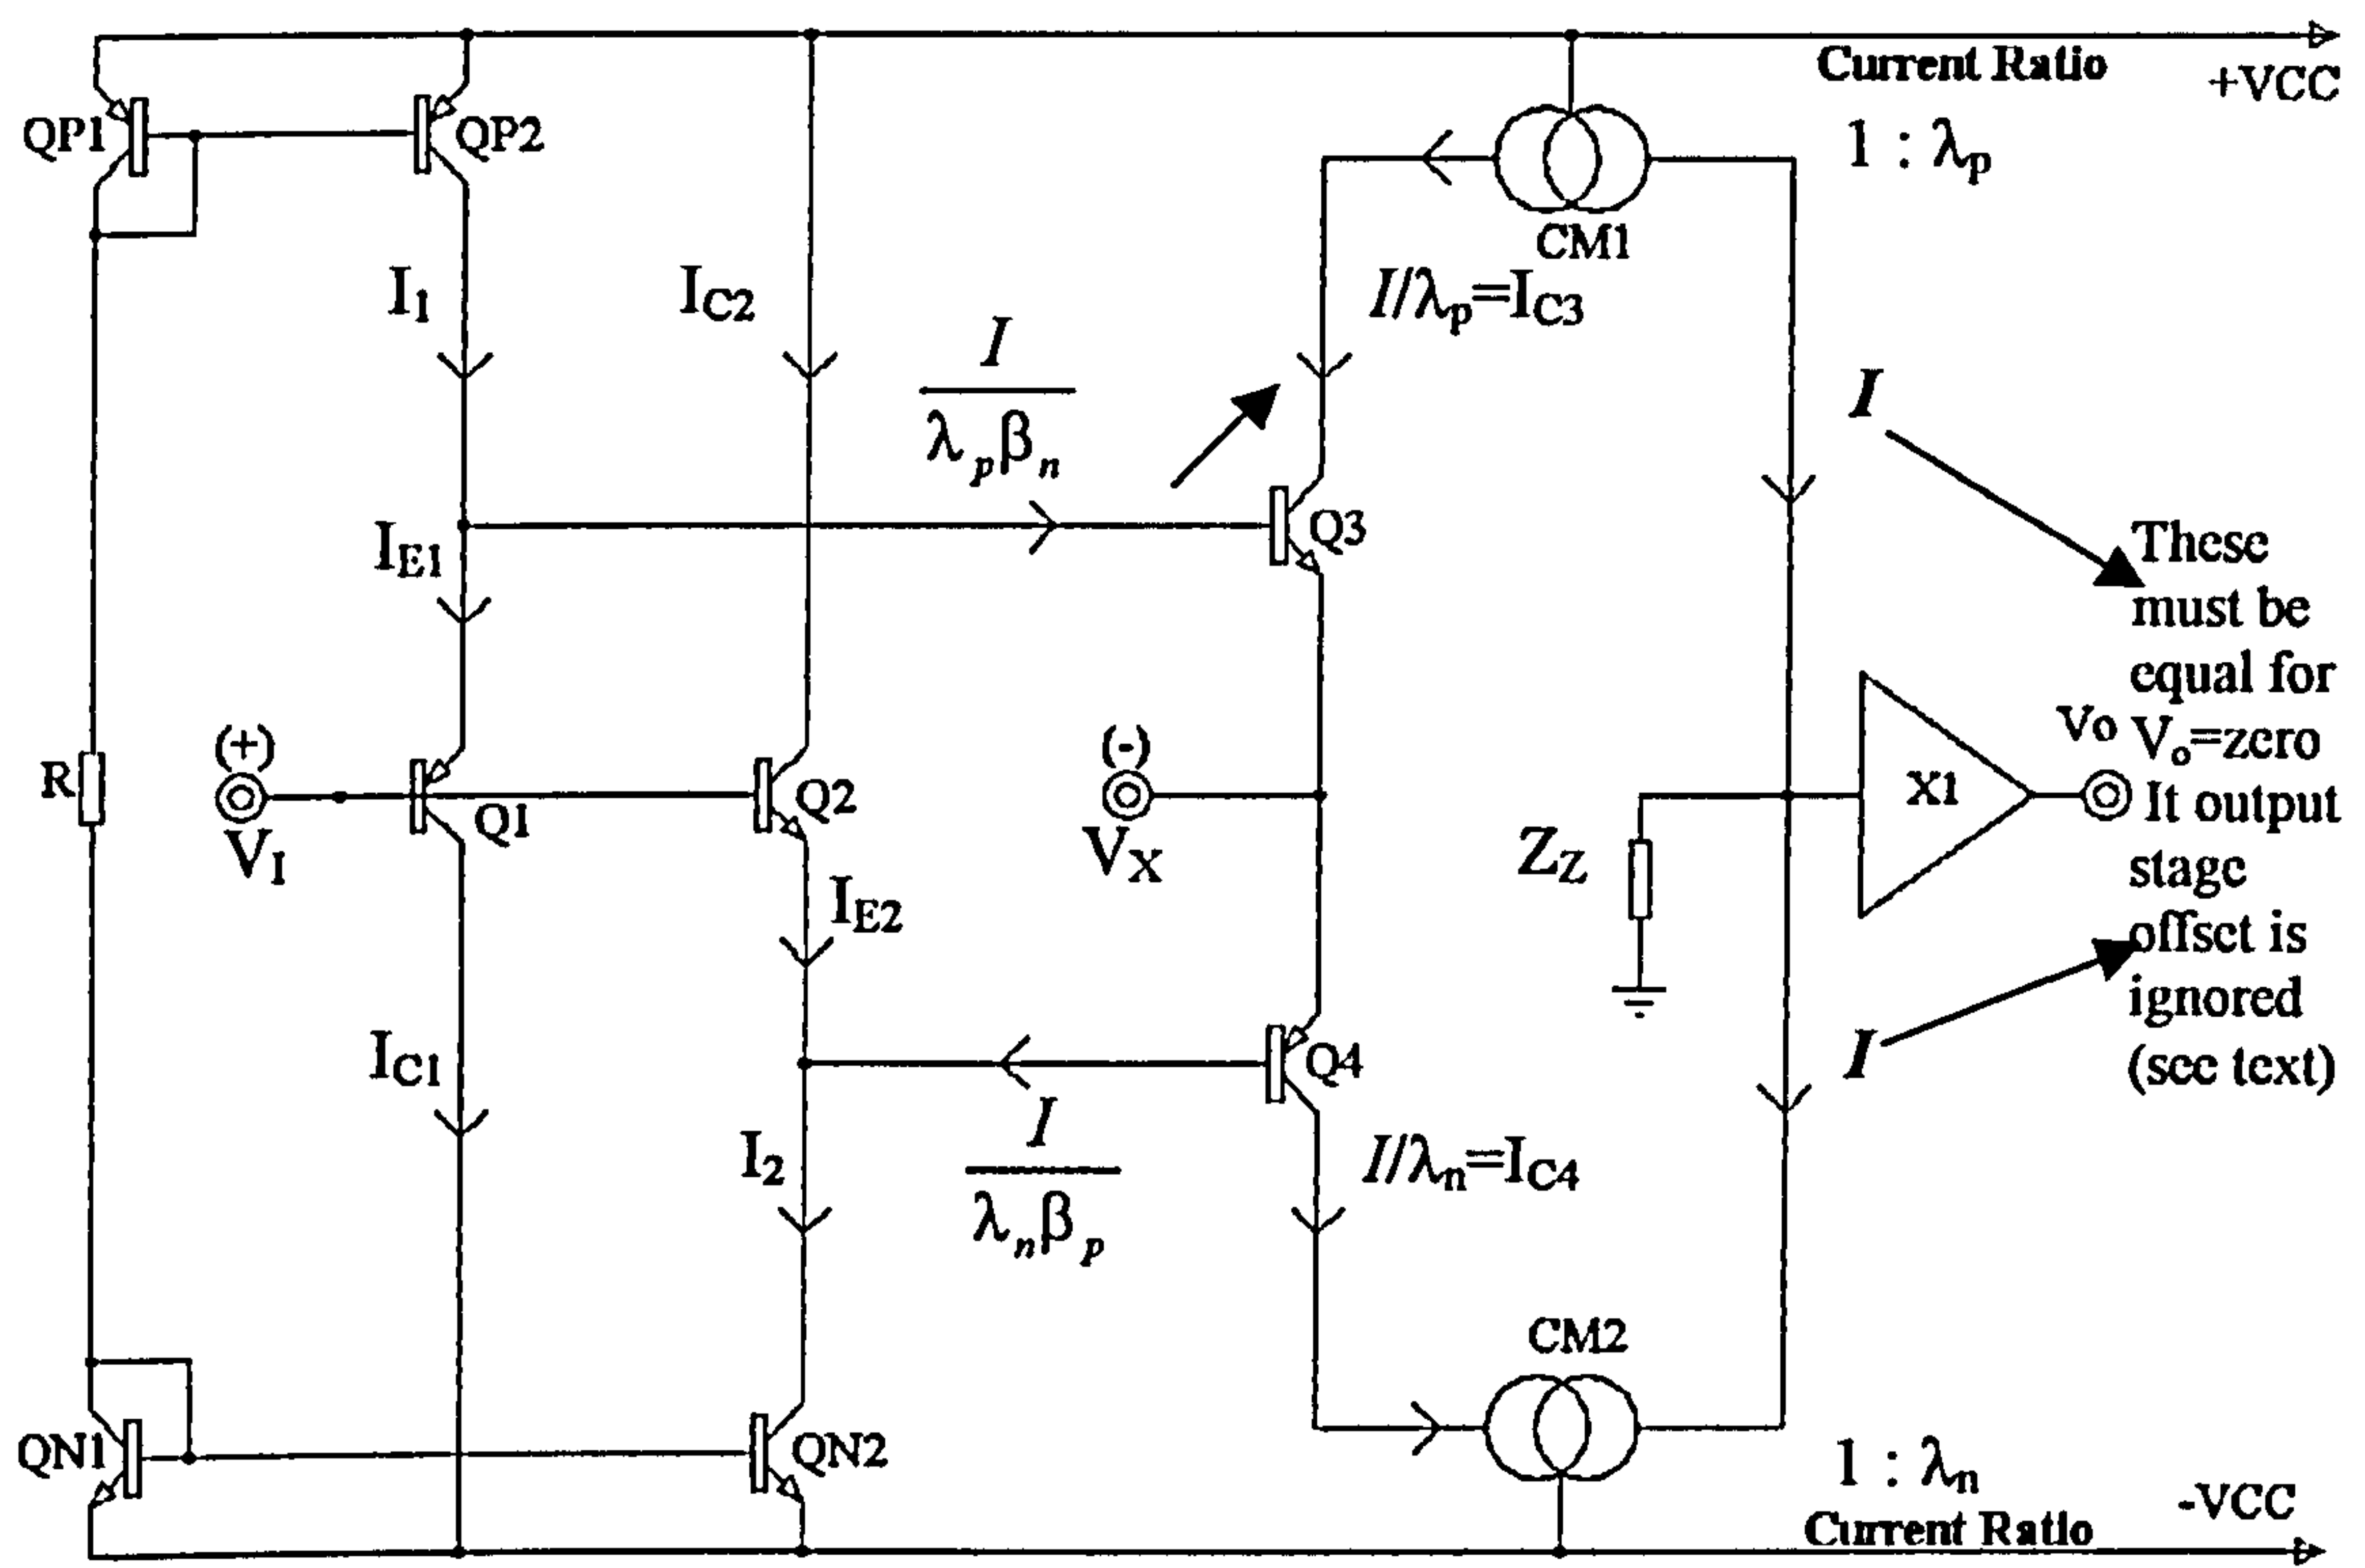 Current Ratio
+VCC
1 : λp
QP1
QP2
CM1
I1
IC2
I//λp=IC3
I
λpβn
I
IE1
Q3
These
must be
equal for
Vo
Vo=zero
It output
stage
offset is
ignored
(see text)
R
(+)
VI
Q1
Q2
(-)
VX
ZZ
X1
IE2
IC1
Q4
I
I2
I
λnβp
I//λn=IC4
CM2
QN1
QN2
1 : λn
-VCC
Current Ratio